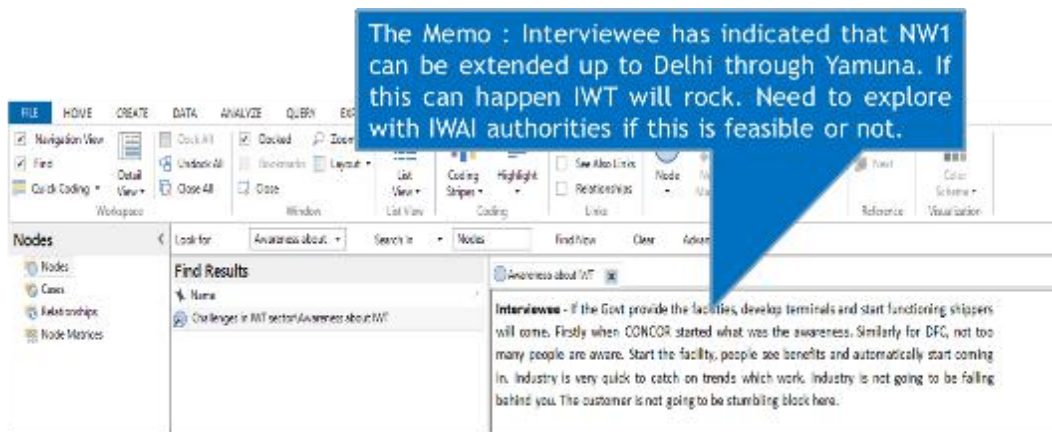 The Memo : Interviewee has indicated that NW1
can be extended up to Delhi through Yamuna. If
this can happen IWT will rock. Need to explore
with IWAI authorities if this is feasible or not.
FILE HOME CREATE DATA ANALYZE QUERY
Navigation View
Find
Quick Coding
Detail
View
Workspace
Dock All
Undock All
Close All
Docked
Bookmarks
Close
Zoom
Layout
Window
List
View
List View
Coding
Stripes
Highlight
Coding
See Also Links
Relationships
Links
Node
Next
Reference
Color
Scheme
Visualization
Nodes
Look for Awareness about Search In Nodes Find Now Clear
Nodes
Cases
Relationships
Node Matrices
Find Results
Name
Challenges in IWT sector\Awareness about IWT
Awareness about IWT
Interviewee - If the Govt provide the facilities, develop terminals and start functioning shippers
will come. Firstly when CONCOR started what was the awareness. Similarly for DFC, not too
many people are aware. Start the facility, people see benefits and automatically start coming
in. Industry is very quick to catch on trends which work. Industry is not going to be falling
behind you. The customer is not going to be stumbling block here.